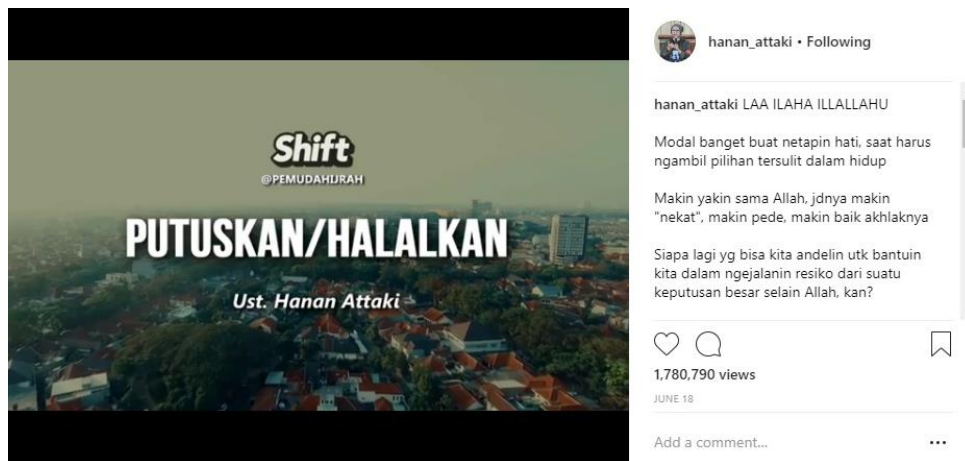 Shift
@PEMUDAHIJRAH
PUTUSKAN/HALALKAN
Ust. Hanan Attaki
hanan_attaki • Following
hanan_attaki LAA ILAHA ILLALLAHU
Modal banget buat netapin hati, saat harus
ngambil pilihan tersulit dalam hidup
Makin yakin sama Allah, jdnya makin
"nekat", makin pede, makin baik akhlaknya
Siapa lagi yg bisa kita andelin utk bantuin
kita dalam ngejalanin resiko dari suatu
keputusan besar selain Allah, kan?
1,780,790 views
JUNE 18
Add a comment...